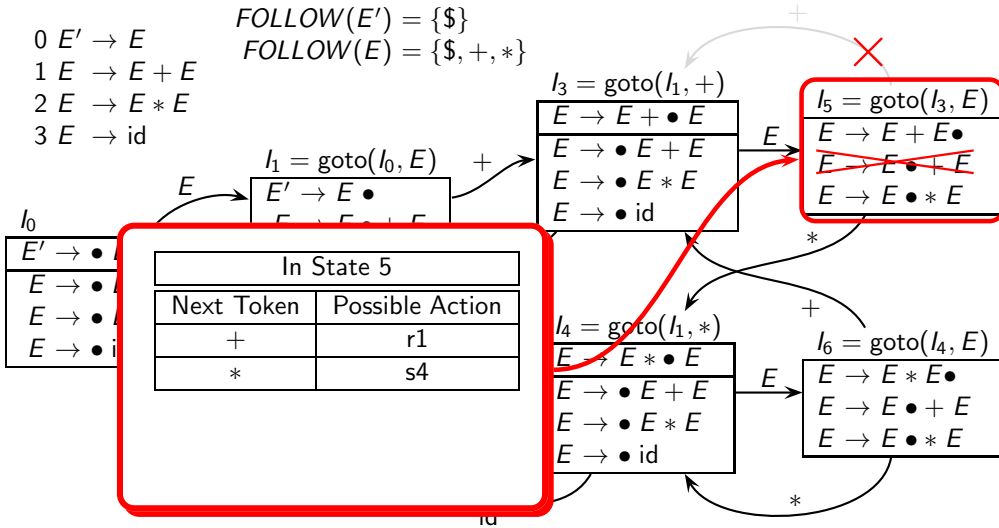 0 E′ → E
1 E → E + E
2 E → E ∗ E
3 E → id
FOLLOW(E′) = {$}
FOLLOW(E) = {$, +, ∗}
I0
E′ → ●
E → ●
E → ●
E → ●
E
I1 = goto(I0, E)
E′ → E ●
+
I3 = goto(I1, +)
E → E + ● E
E → ● E + E
E → ● E ∗ E
E → ● id
E
+
I5 = goto(I3, E)
E → E + E●
E → E ● + E
E → E ● ∗ E
∗
+
I4 = goto(I1, ∗)
E → E ∗ ● E
E → ● E + E
E → ● E ∗ E
E → ● id
E
I6 = goto(I4, E)
E → E ∗ E●
E → E ● + E
E → E ● ∗ E
∗
id
In State 5
Next Token Possible Action
+ r1
∗ s4